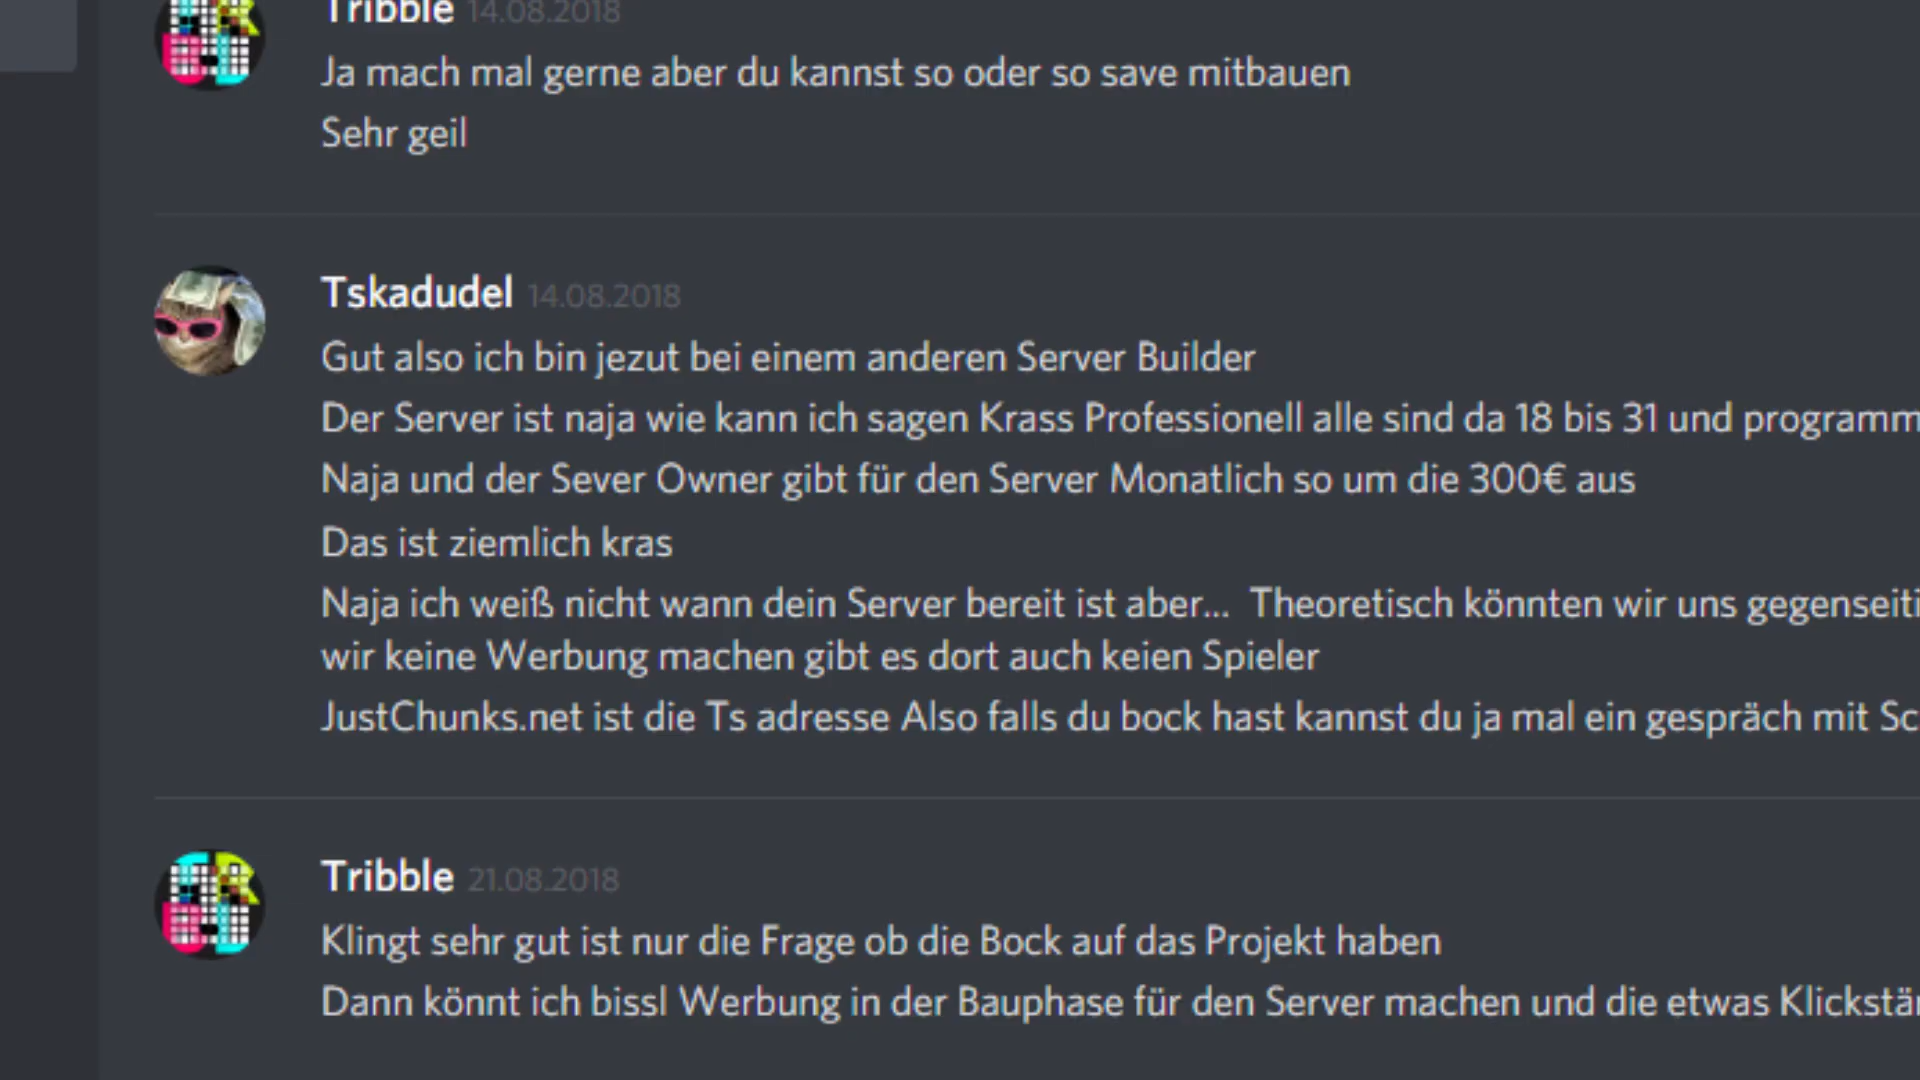 Tribble 14.08.2018
Ja mach mal gerne aber du kannst so oder so save mitbauen
Sehr geil
Tskadudel 14.08.2018
Gut also ich bin jezut bei einem anderen Server Builder
Der Server ist naja wie kann ich sagen Krass Professionell alle sind da 18 bis 31 und programm
Naja und der Sever Owner gibt für den Server Monatlich so um die 300€ aus
Das ist ziemlich kras
Naja ich weiß nicht wann dein Server bereit ist aber... Theoretisch könnten wir uns gegenseiti
wir keine Werbung machen gibt es dort auch keien Spieler
JustChunks.net ist die Ts adresse Also falls du bock hast kannst du ja mal ein gespräch mit Sc
Tribble 21.08.2018
Klingt sehr gut ist nur die Frage ob die Bock auf das Projekt haben
Dann könnt ich bissl Werbung in der Bauphase für den Server machen und die etwas Klickstär